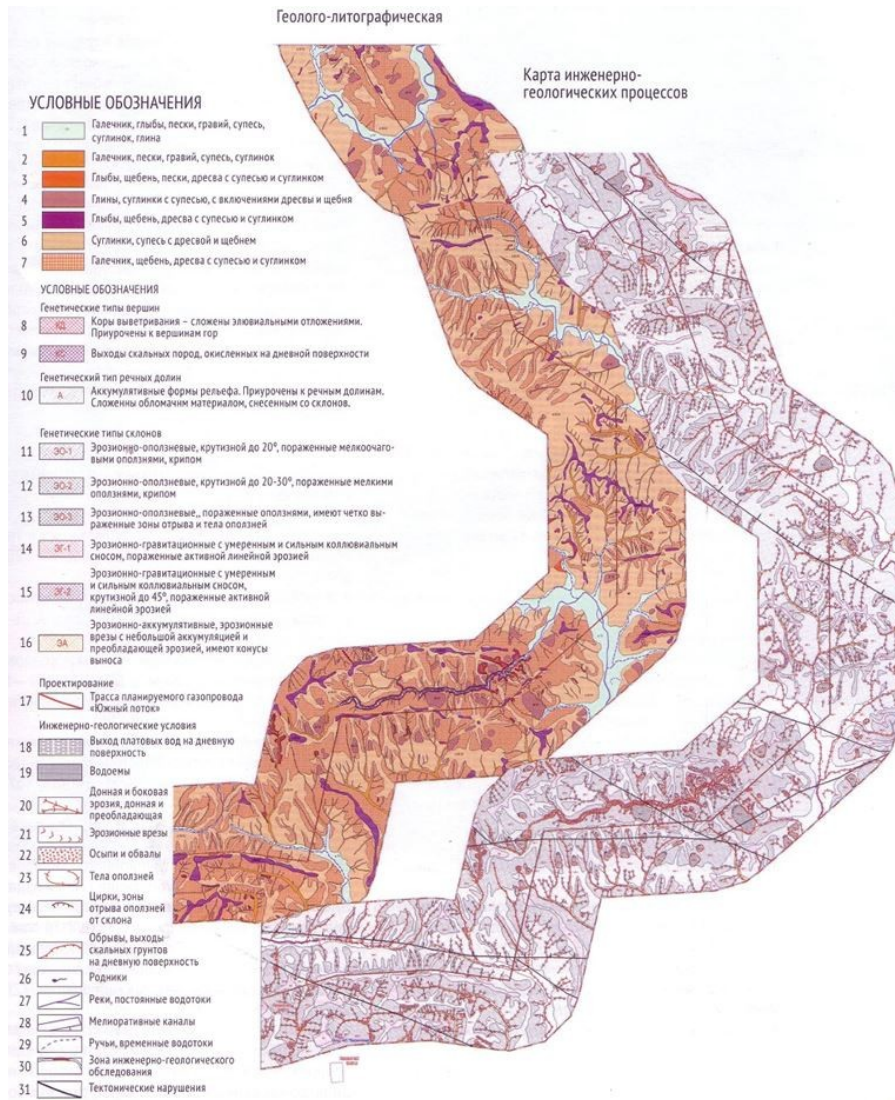 Геолого-литографическая
Карта инженерно-
геологических процессов
УСЛОВНЫЕ ОБОЗНАЧЕНИЯ
1 Галечник, глыбы, пески, гравий, супесь,
суглинок, глина
2 Галечник, пески, гравий, супесь, суглинок
3 Глыбы, щебень, пески, дресва с супесью и суглинком
4 Глины, суглинки с супесью, с включениями дресвы и щебня
5 Глыбы, щебень, дресва с супесью и суглинком
6 Суглинки, супесь с дресвой и щебнем
7 Галечник, щебень, дресва с супесью и суглинком
УСЛОВНЫЕ ОБОЗНАЧЕНИЯ
Генетические типы вершин
8 КД Коры выветривания – сложены элювиальными отложениями.
Приурочены к вершинам гор
9 КС Выходы скальных пород, окисленных на дневной поверхности
Генетический тип речных долин
10 А Аккумулятивные формы рельефа. Приурочены к речным долинам.
Сложенны обломачим материалом, снесенным со склонов.
Генетические типы склонов
11 ЭО-1 Эрозионно-оползневые, крутизной до 20º, пораженные мелкоочаго-
выми оползнями, крипом
12 ЭО-2 Эрозионно-оползневые, крутизной до 20-30º, пораженные мелкими
оползнями, крипом
13 ЭО-3 Эрозионно-оползневые,, пораженные оползнями, имеют четко вы-
раженные зоны отрыва и тела оползней
14 ЭГ-1 Эрозионно-гравитационные с умеренным и сильным коллювиальным
сносом, пораженные активной линейной эрозией
15 ЭГ-2 Эрозионно-гравитационные с умеренным
и сильным коллювиальным сносом,
крутизной до 45º, пораженные активной
линейной эрозией
16 ЭА Эрозионно-аккумулятивные, эрозионные
врезы с небольшой аккумуляцией и
преобладающей эрозией, имеют конусы
выноса
Проектирование
17 Трасса планируемого газопровода
«Южный поток»
Инженерно-геологические условия
18 Выход платовых вод на дневную
поверхность
19 Водоемы
20 Донная и боковая
эрозия, донная и
преобладающая
21 Эрозионные врезы
22 Осыпи и обвалы
23 Тела оползней
24 Цирки, зоны
отрыва оползней
от склона
25 Обрывы, выходы
скальных грунтов
на дневную поверхность
26 Родники
27 Реки, постоянные водотоки
28 Мелиоративные каналы
29 Ручьи, временные водотоки
30 Зона инженерно-геологического
обследования
31 Тектонические нарушения